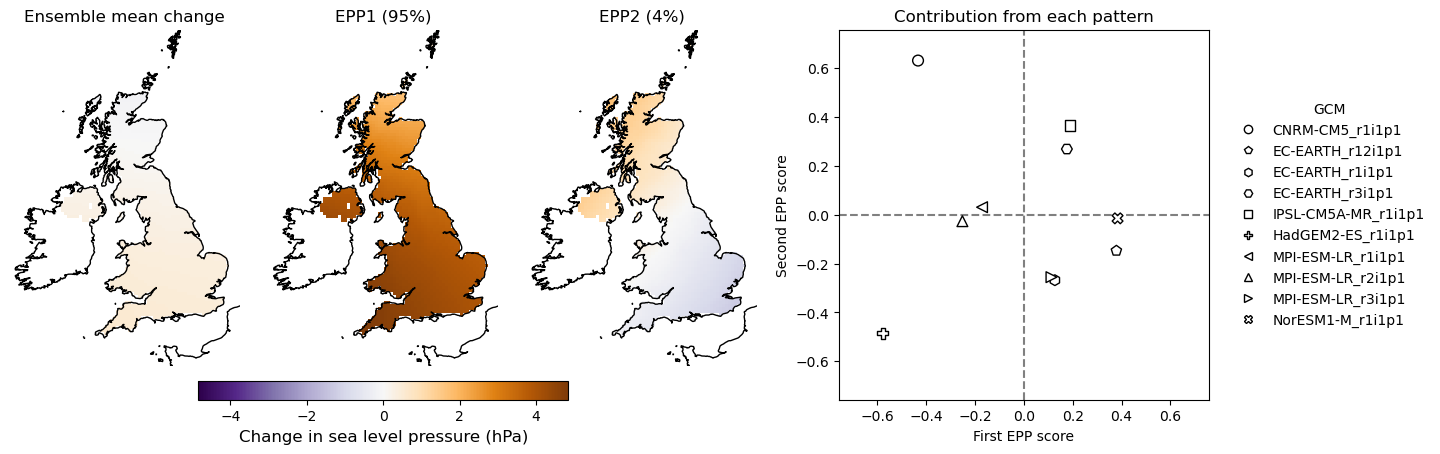 Ensemble mean change
EPP1 (95%)
EPP2 (4%)
−4 −2 0 2 4
Change in sea level pressure (hPa)
Contribution from each pattern
Second EPP score
0.6
0.4
0.2
0.0
−0.2
−0.4
−0.6
−0.6 −0.4 −0.2 0.0 0.2 0.4 0.6
First EPP score
GCM
CNRM-CM5_r1i1p1
EC-EARTH_r12i1p1
EC-EARTH_r1i1p1
EC-EARTH_r3i1p1
IPSL-CM5A-MR_r1i1p1
HadGEM2-ES_r1i1p1
MPI-ESM-LR_r1i1p1
MPI-ESM-LR_r2i1p1
MPI-ESM-LR_r3i1p1
NorESM1-M_r1i1p1